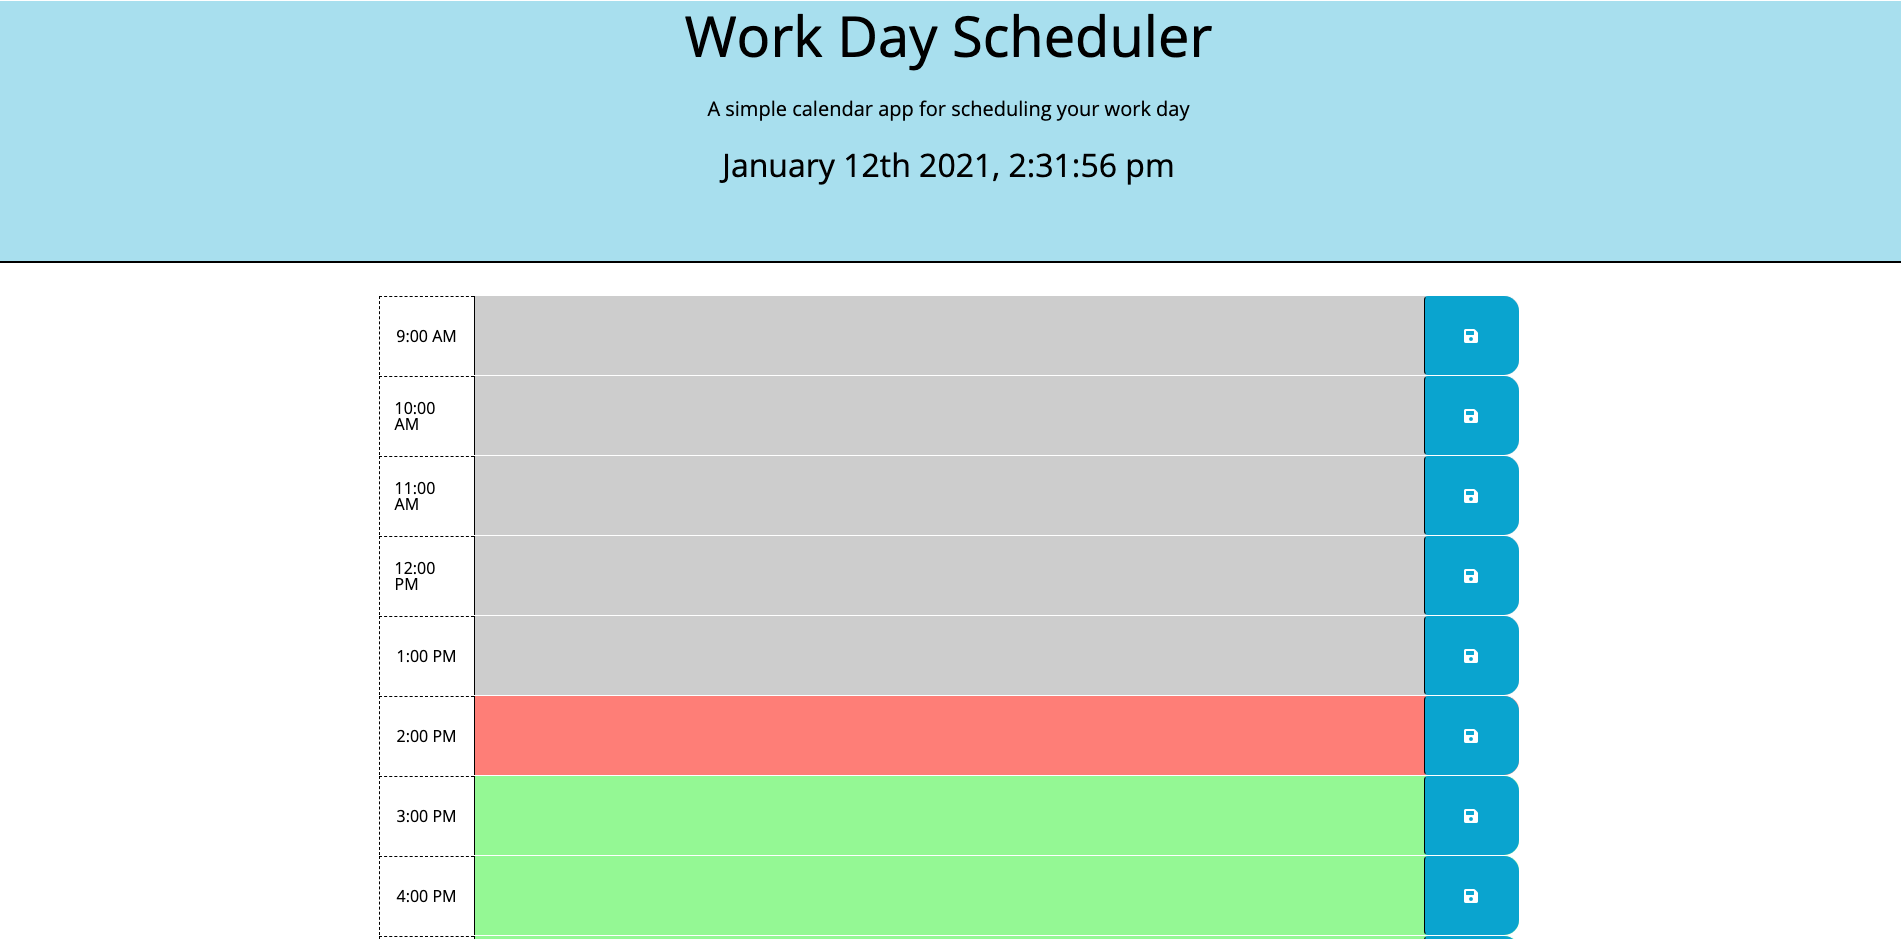 Work Day Scheduler
A simple calendar app for scheduling your work day
January 12th 2021, 2:31:56 pm
9:00 AM
10:00
AM
11:00
AM
12:00
PM
1:00 PM
2:00 PM
3:00 PM
4:00 PM